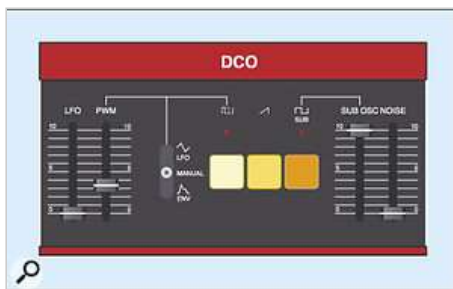 DCO
LFO PWM SUB OSC NOISE
SUB
10 10 10 10
LFO
5 5 5 5
MANUAL
ENV
0 0 0 0